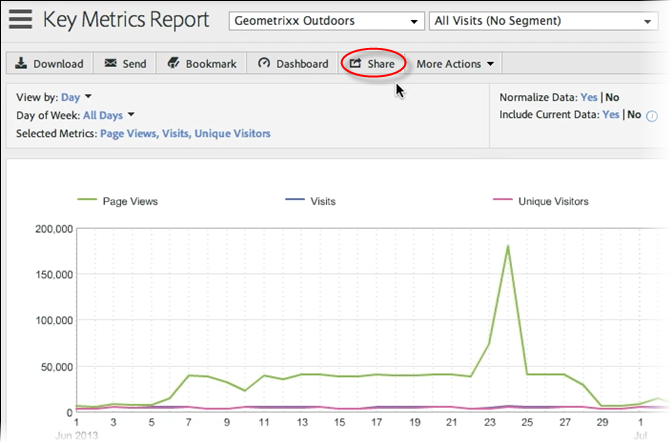 Key Metrics Report
Geometrixx Outdoors
All Visits (No Segment)
Download
Send
Bookmark
Dashboard
Share
More Actions
View by: Day
Day of Week: All Days
Selected Metrics: Page Views, Visits, Unique Visitors
Normalize Data: Yes | No
Include Current Data: Yes | No
Page Views
Visits
Unique Visitors
200,000
150,000
100,000
50,000
0
1 3 5 7 9 11 13 15 17 19 21 23 25 27 29 1
Jun 2013 Jul